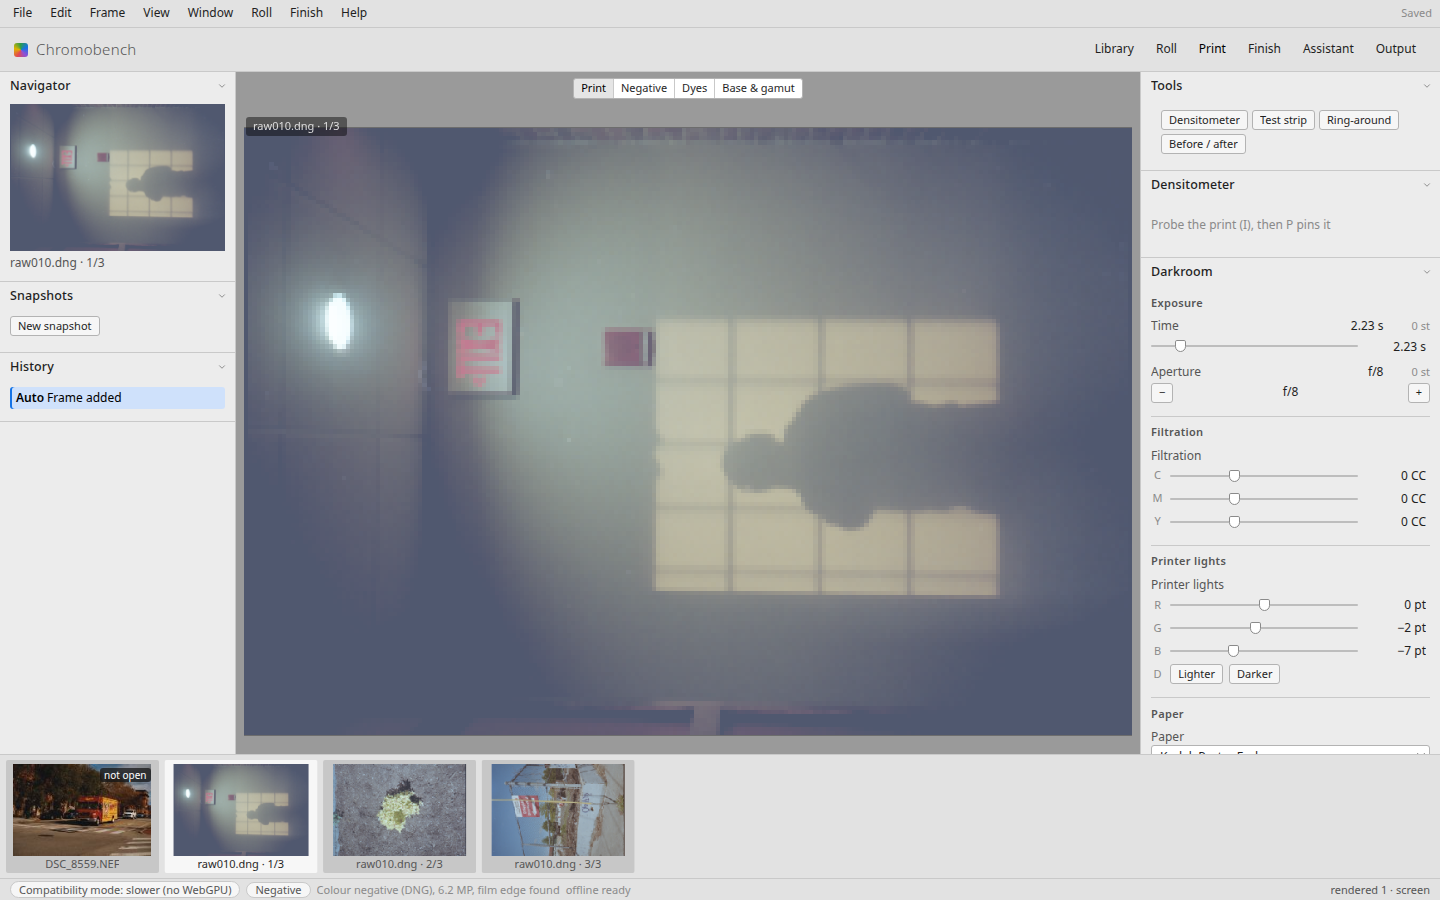 File Edit Frame View Window Roll Finish Help
Saved
Chromobench
Library Roll Print Finish Assistant Output
Navigator
raw010.dng · 1/3
Snapshots
New snapshot
History
Auto Frame added
Print Negative Dyes Base & gamut
raw010.dng · 1/3
EXIT
Tools
Densitometer Test strip Ring-around
Before / after
Densitometer
Probe the print (I), then P pins it
Darkroom
Exposure
Time 2.23 s 0 st
2.23 s
Aperture f/8 0 st
− f/8 +
Filtration
Filtration
C 0 CC
M 0 CC
Y 0 CC
Printer lights
Printer lights
R 0 pt
G −2 pt
B −7 pt
D Lighter Darker
Paper
Paper
not open
DSC_8559.NEF
raw010.dng · 1/3
raw010.dng · 2/3
raw010.dng · 3/3
Compatibility mode: slower (no WebGPU) Negative Colour negative (DNG), 6.2 MP, film edge found offline ready
rendered 1 · screen